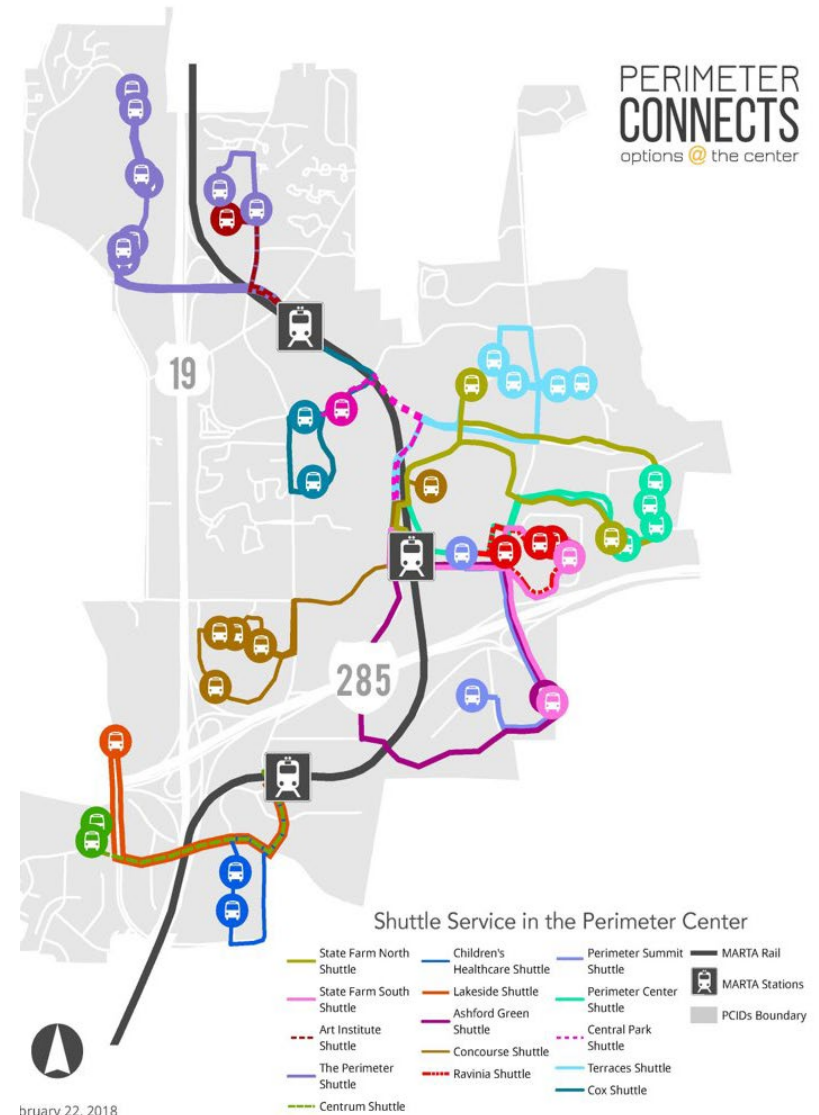 PERIMETER
CONNECTS
options @ the center
19
285
Shuttle Service in the Perimeter Center
State Farm North
Shuttle
State Farm South
Shuttle
Art Institute
Shuttle
The Perimeter
Shuttle
Centrum Shuttle
Children's
Healthcare Shuttle
Lakeside Shuttle
Ashford Green
Shuttle
Concourse Shuttle
Ravinia Shuttle
Perimeter Summit
Shuttle
Perimeter Center
Shuttle
Central Park
Shuttle
Terraces Shuttle
Cox Shuttle
MARTA Rail
MARTA Stations
PCIDs Boundary
bruary 22, 2018